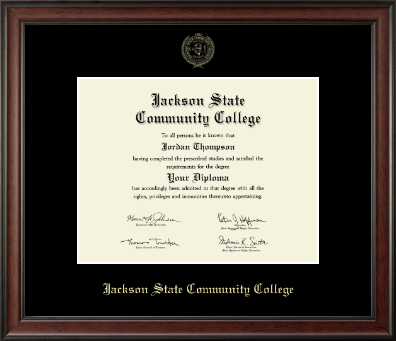 Jackson State
Community College
To all persons be it known that
Jordan Thompson
having completed the prescribed studies and satisfied the
requirements for the degree
Your Diploma
has accordingly been admitted to that degree with all the
rights, privileges and immunities thereunto appertaining.
Jackson State Community College